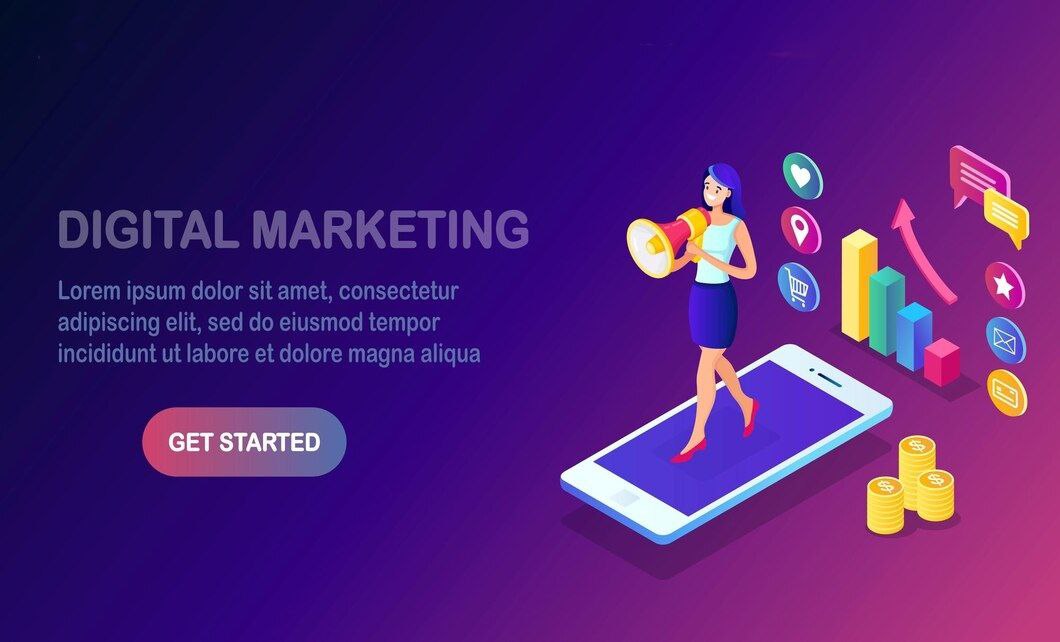 DIGITAL MARKETING
Lorem ipsum dolor sit amet, consectetur
adipiscing elit, sed do eiusmod tempor
incididunt ut labore et dolore magna aliqua
GET STARTED
$
$
$